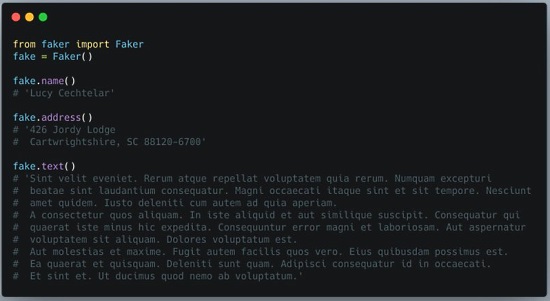 from faker import Faker
fake = Faker()
fake.name()
# 'Lucy Cechtelar'
fake.address()
# '426 Jordy Lodge
#  Cartwrightshire, SC 88120-6700'
fake.text()
# 'Sint velit eveniet. Rerum atque repellat voluptatem quia rerum. Numquam excepturi
#  beatae sint laudantium consequatur. Magni occaecati itaque sint et sit tempore. Nesciunt
#  amet quidem. Iusto deleniti cum autem ad quia aperiam.
#  A consectetur quos aliquam. In iste aliquid et aut similique suscipit. Consequatur qui
#  quaerat iste minus hic expedita. Consequuntur error magni et laboriosam. Aut aspernatur
#  voluptatem sit aliquam. Dolores voluptatum est.
#  Aut molestias et maxime. Fugit autem facilis quos vero. Eius quibusdam possimus est.
#  Ea quaerat et quisquam. Deleniti sunt quam. Adipisci consequatur id in occaecati.
#  Et sint et. Ut ducimus quod nemo ab voluptatum.'